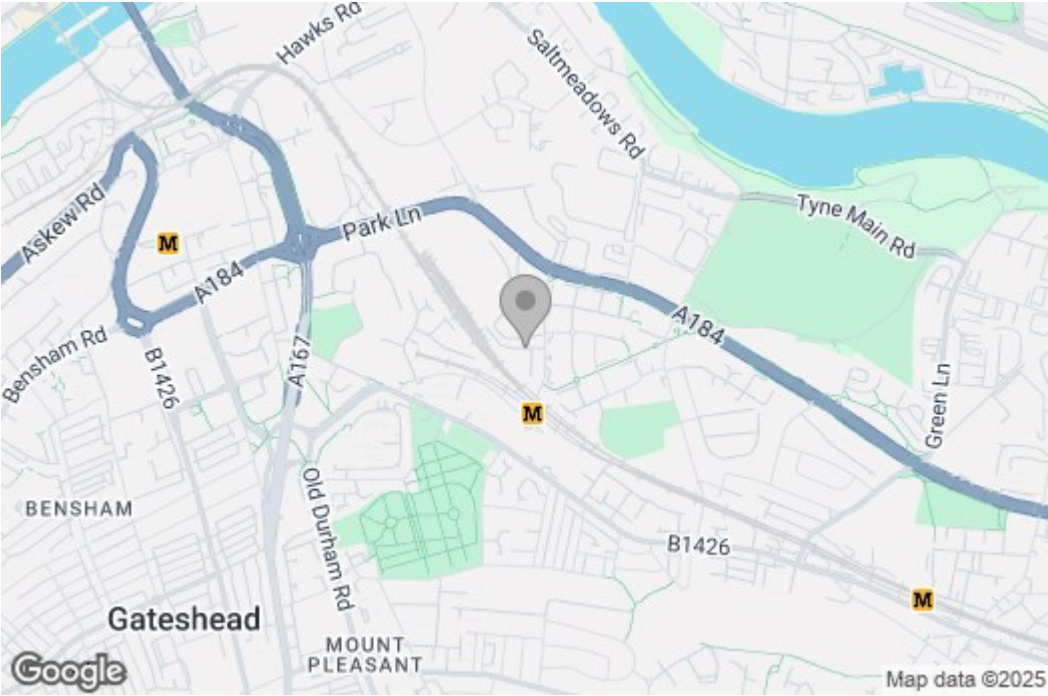 Hawks Rd
Saltmeadows Rd
Askew Rd
Park Ln
Tyne Main Rd
M
A184
A184
Bensham Rd
B1426
A167
M
Green Ln
BENSHAM
Old Durham Rd
B1426
M
Gateshead
MOUNT
PLEASANT
Google
Map data ©2025